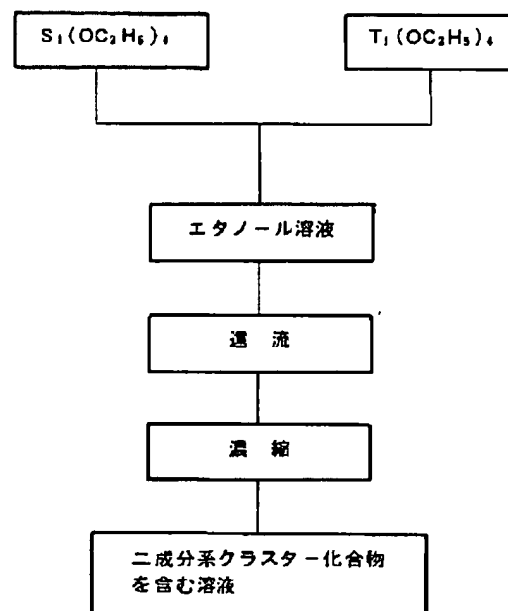 Si(OC2H5)4
Ti(OC2H5)4
エタノール溶液
還 流
濃 縮
二成分系クラスター化合物
を含む溶液